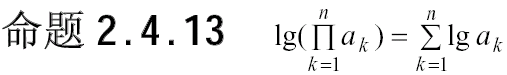 命题 2.4.13 lg(∏_{k=1}^{n} a_k) = ∑_{k=1}^{n} lg a_k